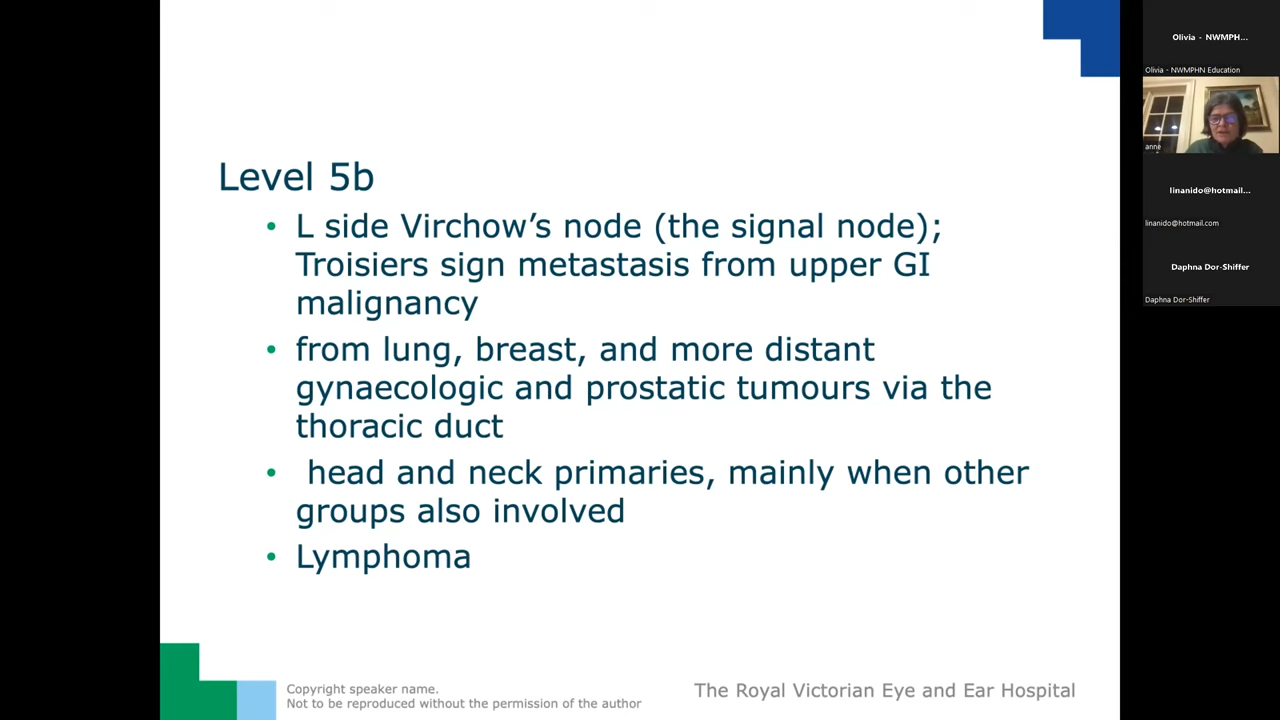 Level 5b
• L side Virchow’s node (the signal node);
Troisiers sign metastasis from upper GI
malignancy
• from lung, breast, and more distant
gynaecologic and prostatic tumours via the
thoracic duct
• head and neck primaries, mainly when other
groups also involved
• Lymphoma
Copyright speaker name.
Not to be reproduced without the permission of the author
The Royal Victorian Eye and Ear Hospital
Olivia - NWMPH...
Olivia - NWMPHN Education
anne
linanido@hotmail...
linanido@hotmail.com
Daphna Dor-Shiffer
Daphna Dor-Shiffer